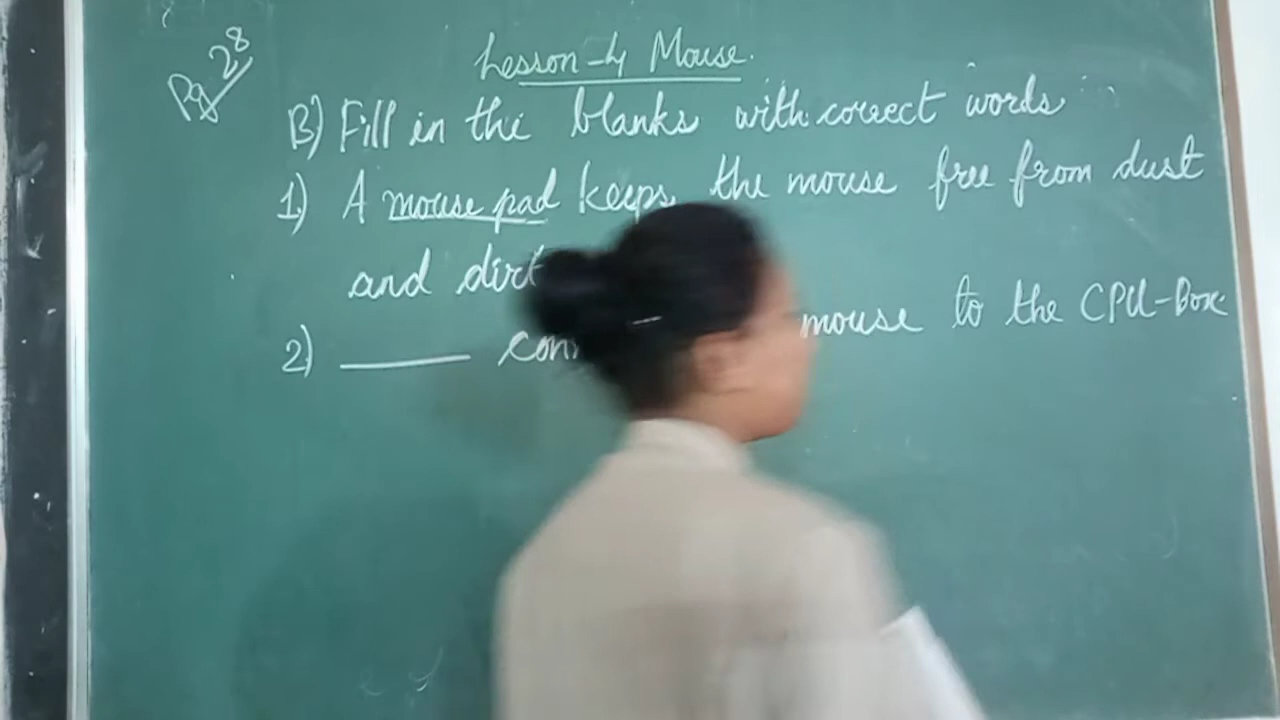 Pg 28
Lesson-4 Mouse.
B) Fill in the blanks with correct words
1) A mouse pad keeps the mouse free from dust
and dirt
2) ______ mouse to the CPU-Box.